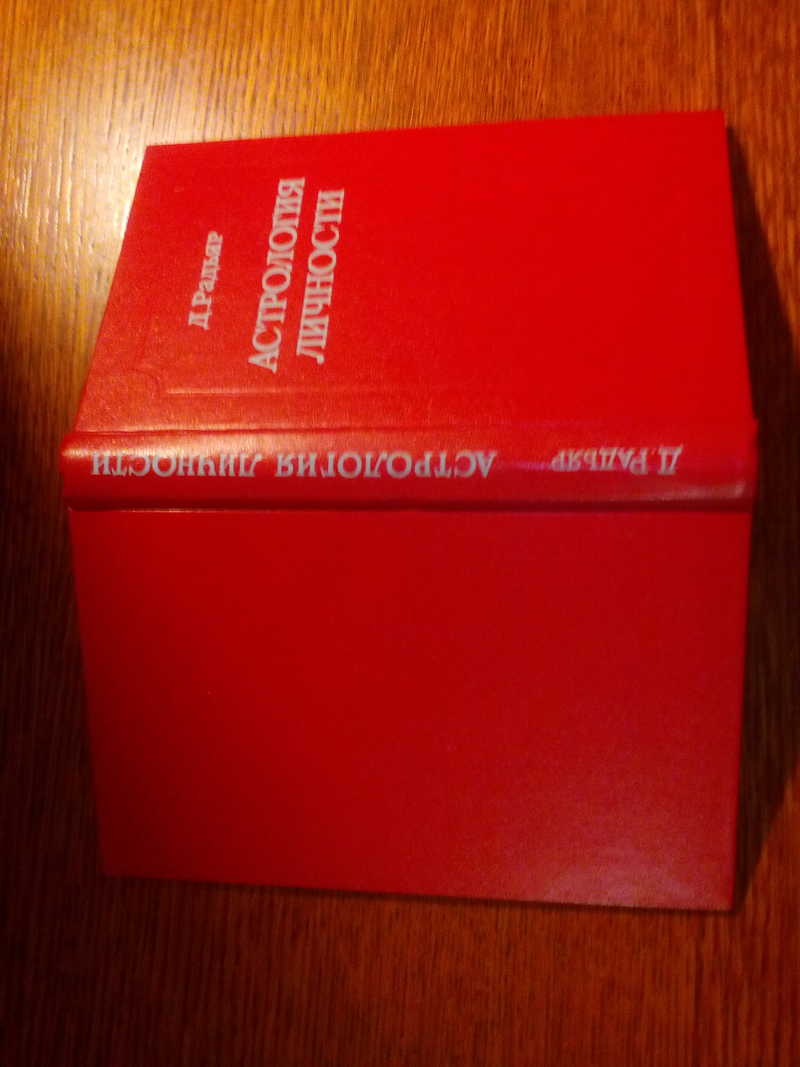 Д. Радьяр
АСТРОЛОГИЯ
ЛИЧНОСТИ
Д. РАДЬЯР АСТРОЛОГИЯ ЛИЧНОСТИ